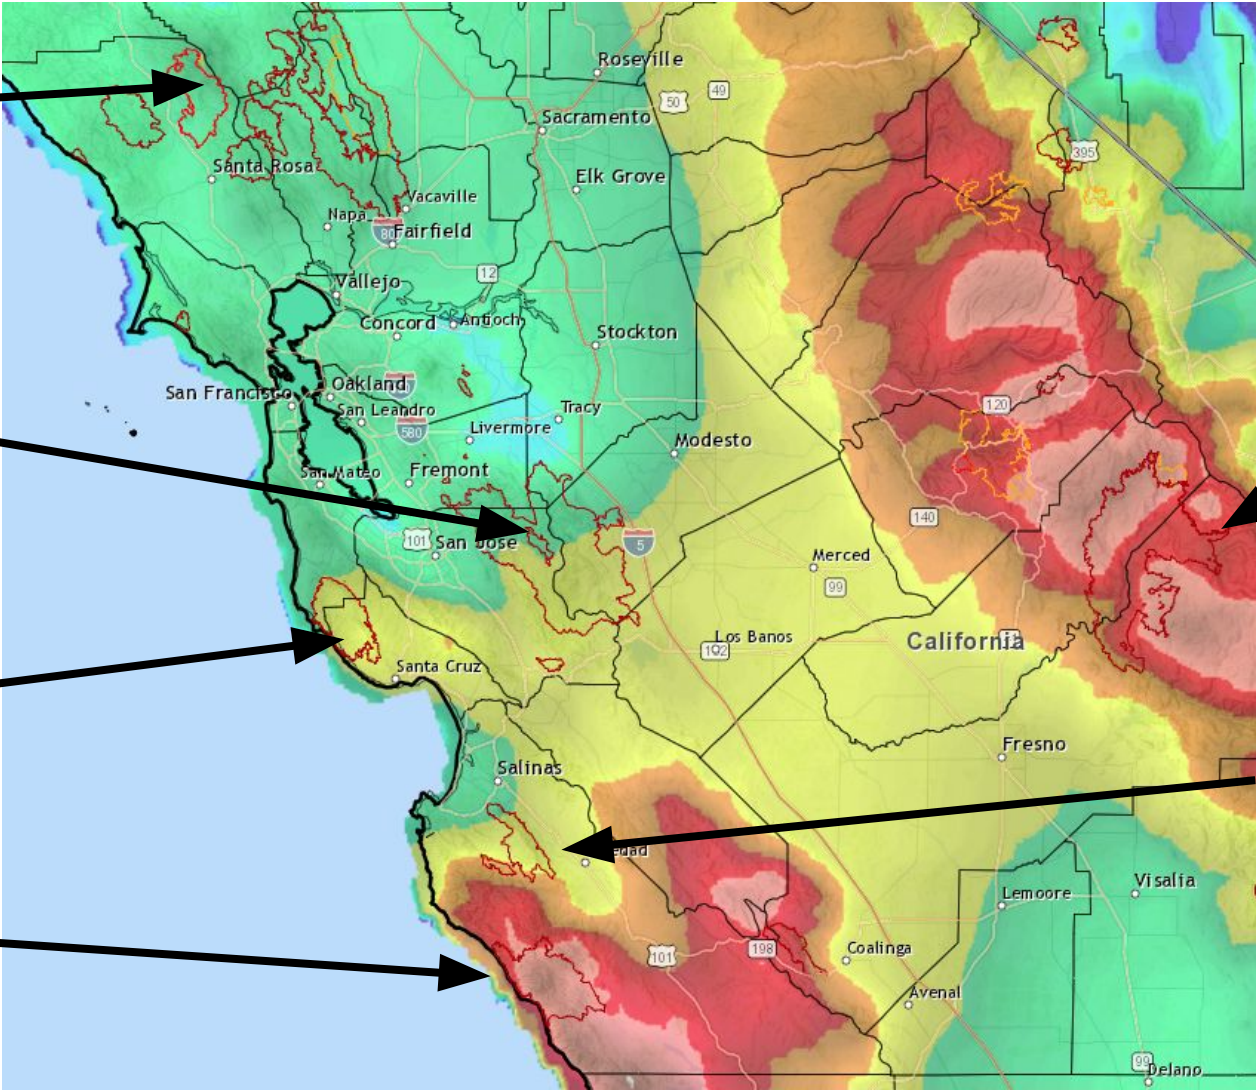 Roseville
49
50
Sacramento
395
Santa Rosa
Elk Grove
Vacaville
Napa
80
Fairfield
12
Vallejo
Concord
Antioch
Stockton
Oakland
San Francisco
120
San Leandro
Tracy
580
Livermore
Modesto
San Mateo
Fremont
140
101
San Jose
5
Merced
99
Los Banos
California
Santa Cruz
Fresno
Salinas
edad
Visalia
Lemoore
198
Coalinga
101
Avenal
99
Delano